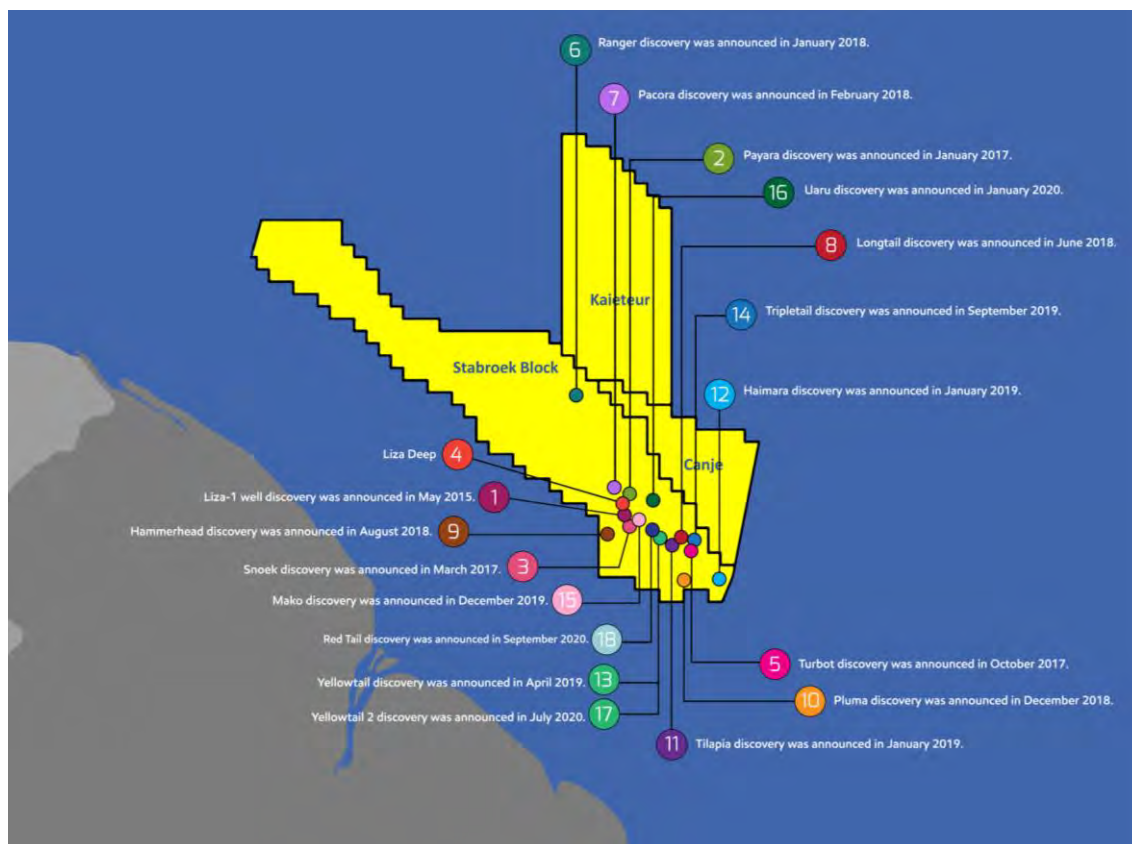 6
Ranger discovery was announced in January 2018.
7
Pacora discovery was announced in February 2018.
2
Payara discovery was announced in January 2017.
16
Uaru discovery was announced in January 2020.
8
Longtail discovery was announced in June 2018.
Kaieteur
14
Tripletail discovery was announced in September 2019.
Stabroek Block
12
Haimara discovery was announced in January 2019.
Liza Deep
4
Canje
Liza-1 well discovery was announced in May 2015.
1
Hammerhead discovery was announced in August 2018.
9
Snoek discovery was announced in March 2017.
3
Mako discovery was announced in December 2019.
15
Red Tail discovery was announced in September 2020.
18
5
Turbot discovery was announced in October 2017.
Yellowtail discovery was announced in April 2019.
13
10
Pluma discovery was announced in December 2018.
Yellowtail 2 discovery was announced in July 2020.
17
11
Tilapia discovery was announced in January 2019.